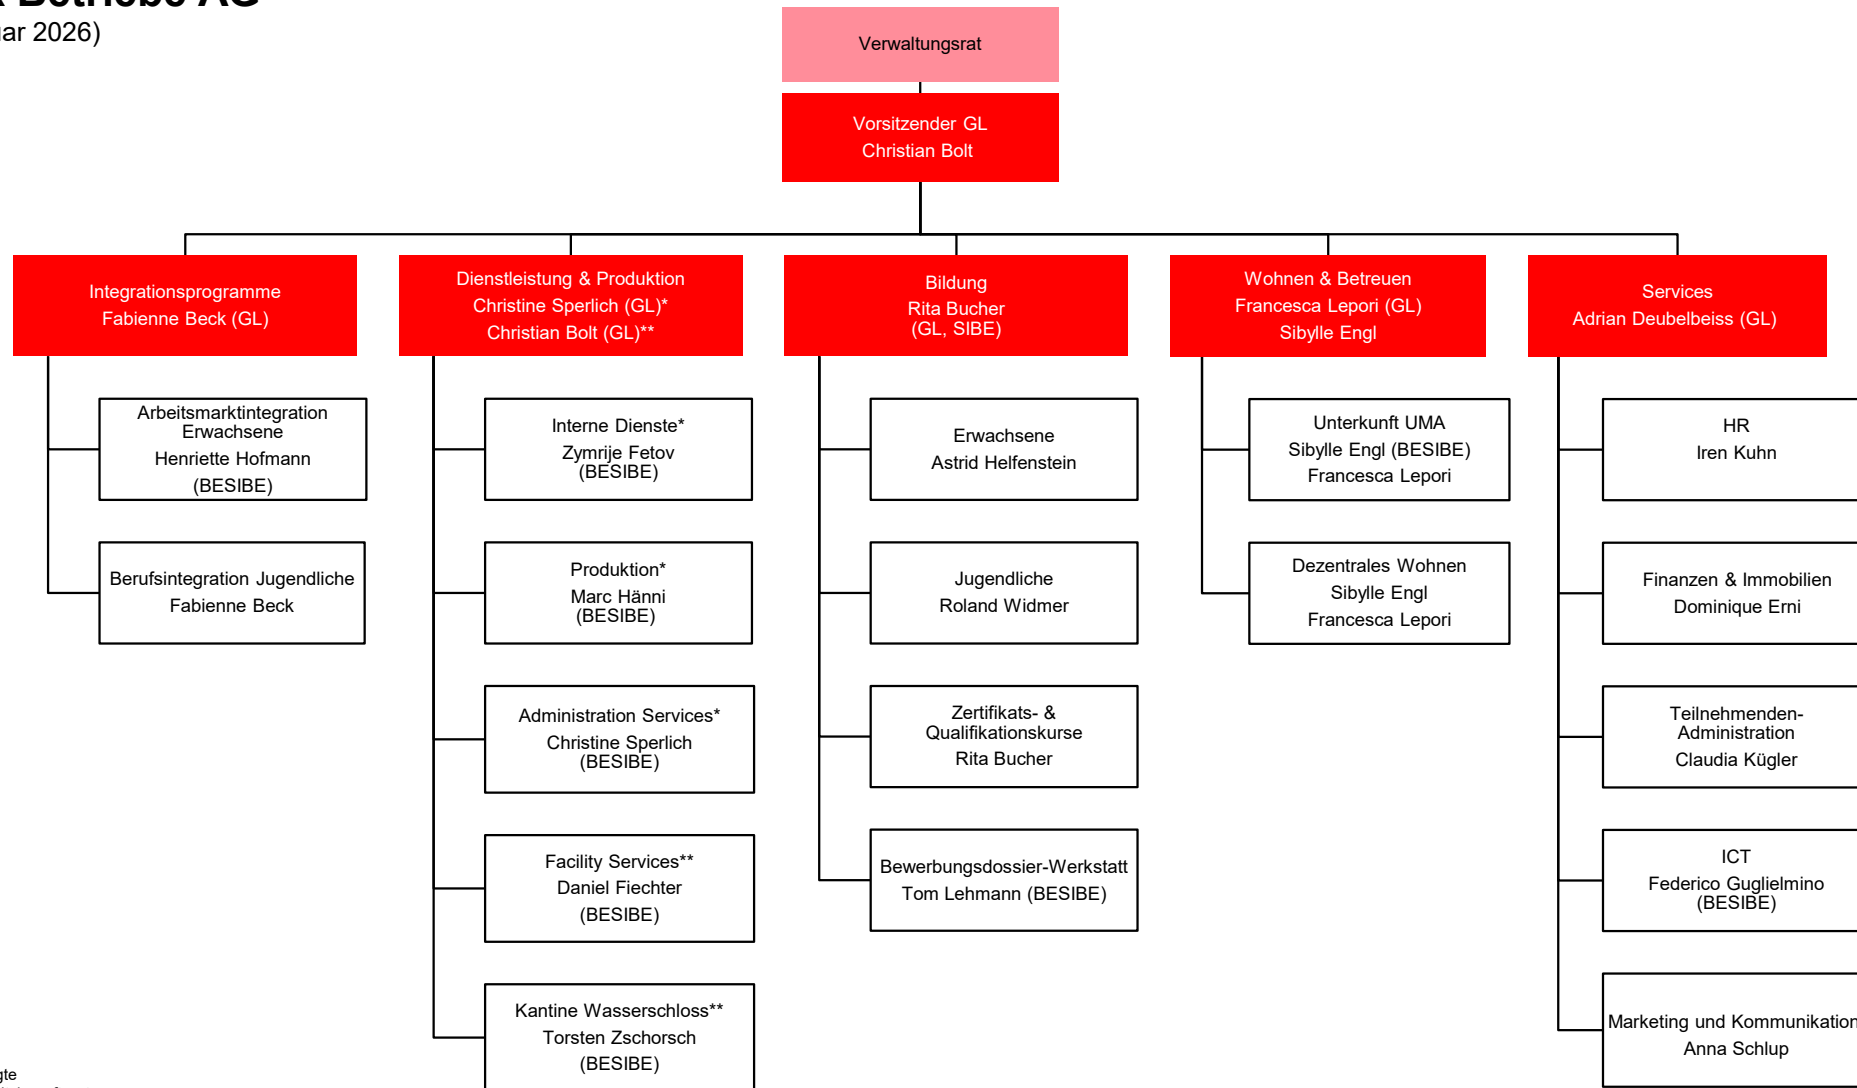 Betriebe AG
2026)
Verwaltungsrat
Vorsitzender GL
Christian Bolt
Integrationsprogramme
Fabienne Beck (GL)
Dienstleistung & Produktion
Christine Sperlich (GL)*
Christian Bolt (GL)**
Bildung
Rita Bucher
(GL, SIBE)
Wohnen & Betreuen
Francesca Lepori (GL)
Sibylle Engl
Services
Adrian Deubelbeiss (GL)
Arbeitsmarktintegration
Erwachsene
Henriette Hofmann
(BESIBE)
Berufsintegration Jugendliche
Fabienne Beck
Interne Dienste*
Zymrije Fetov
(BESIBE)
Produktion*
Marc Hänni
(BESIBE)
Administration Services*
Christine Sperlich
(BESIBE)
Facility Services**
Daniel Fiechter
(BESIBE)
Kantine Wasserschloss**
Torsten Zschorsch
(BESIBE)
Erwachsene
Astrid Helfenstein
Jugendliche
Roland Widmer
Zertifikats- &
Qualifikationskurse
Rita Bucher
Bewerbungsdossier-Werkstatt
Tom Lehmann (BESIBE)
Unterkunft UMA
Sibylle Engl (BESIBE)
Francesca Lepori
Dezentrales Wohnen
Sibylle Engl
Francesca Lepori
HR
Iren Kuhn
Finanzen & Immobilien
Dominique Erni
Teilnehmenden-
Administration
Claudia Kügler
ICT
Federico Guglielmino
(BESIBE)
Marketing und Kommunikation
Anna Schlup